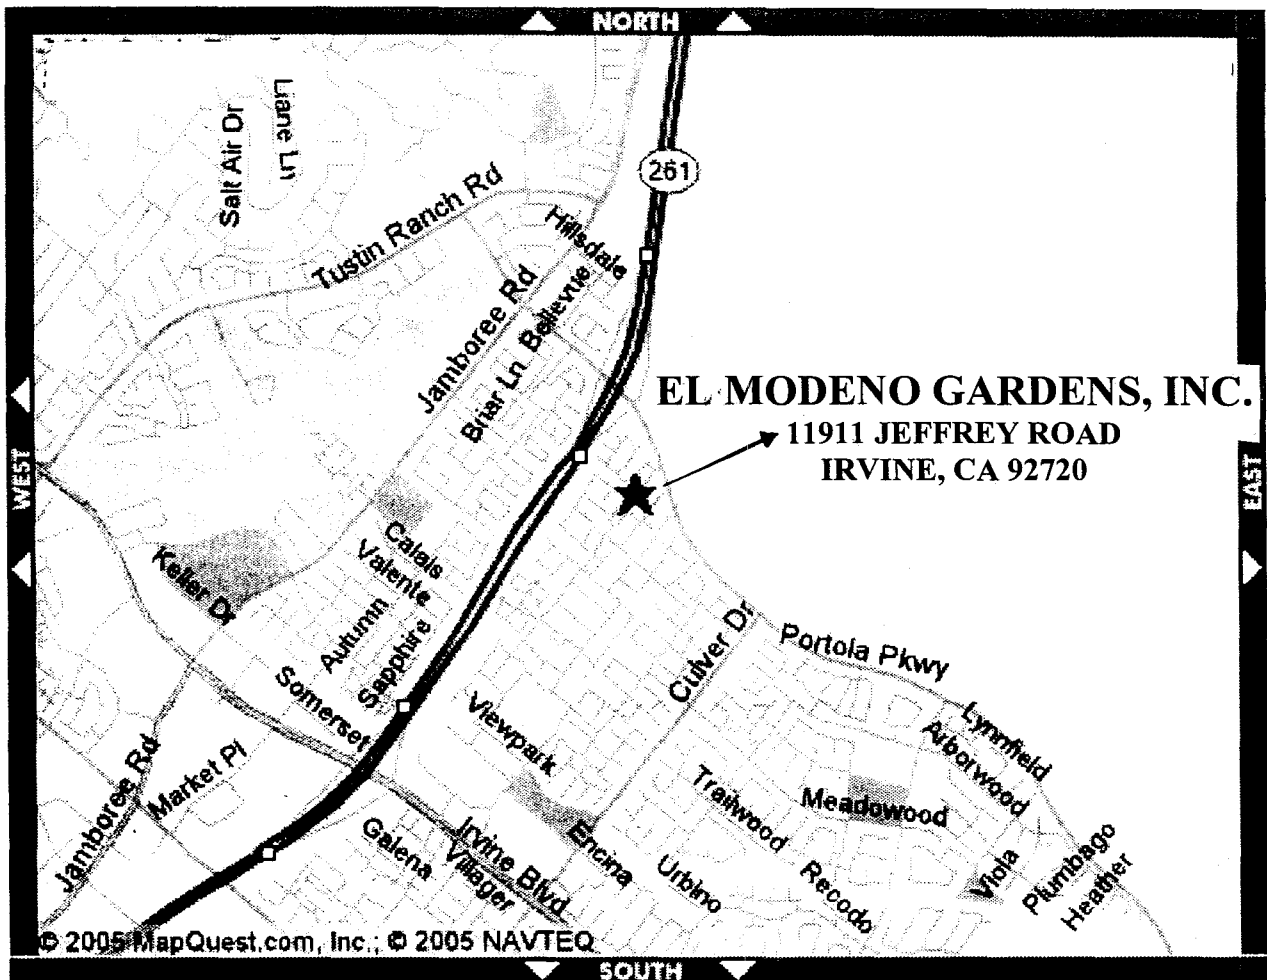 NORTH
Liane Ln
Salt Air Dr
261
Tustin Ranch Rd
Hillsdale
Jamboree Rd
Bellevue
Briar Ln
EL MODENO GARDENS, INC.
11911 JEFFREY ROAD
IRVINE, CA 92720
WEST
EAST
Calais
Valente
Keller Dr
Autumn
Sapphire
Somerset
Culver Dr
Portola Pkwy
Viewpark
Lynnfield
Arborwood
Jamboree Rd
Market Pl
Trailwood
Meadowood
Galena
Irvine Blvd
Villager
Encina
Urbino
Recodo
Viola
Plumbago
Heather
© 2005 MapQuest.com, Inc.; © 2005 NAVTEQ
SOUTH